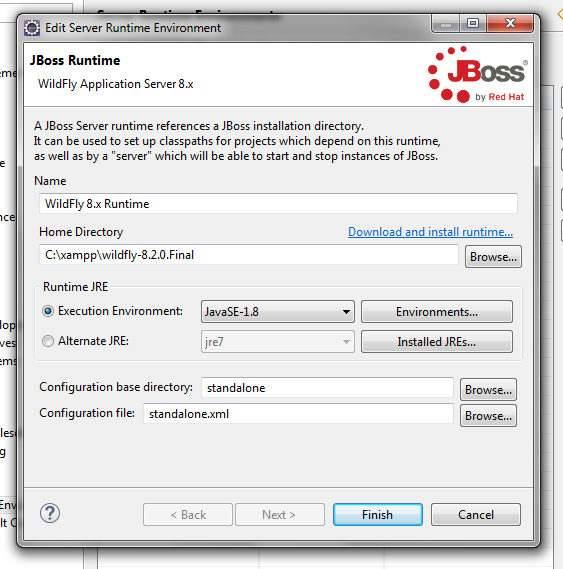 Edit Server Runtime Environment
JBoss Runtime
WildFly Application Server 8.x
JBoss®
by Red Hat
A JBoss Server runtime references a JBoss installation directory.
It can be used to set up classpaths for projects which depend on this runtime,
as well as by a "server" which will be able to start and stop instances of JBoss.
Name
WildFly 8.x Runtime
Home Directory Download and install runtime...
C:\xampp\wildfly-8.2.0.Final Browse...
Runtime JRE
Execution Environment: JavaSE-1.8 Environments...
Alternate JRE: jre7 Installed JREs...
Configuration base directory: standalone Browse...
Configuration file: standalone.xml Browse...
? < Back Next > Finish Cancel